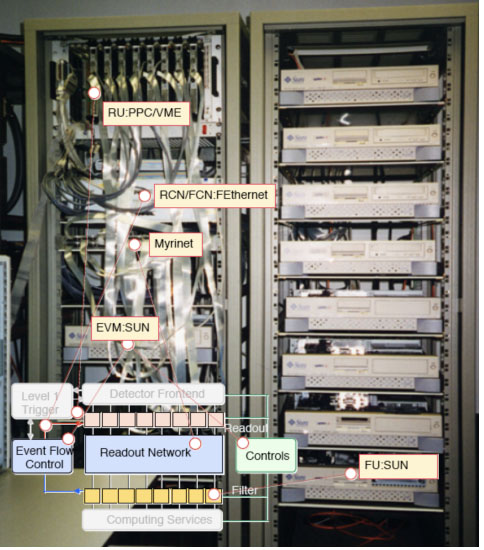 RU:PPC/VME
RCN/FCN:FEthernet
Myrinet
EVM:SUN
Level 1
Trigger
Detector Frontend
Readout
Event Flow
Control
Readout Network
Controls
FU:SUN
Filter
Computing Services